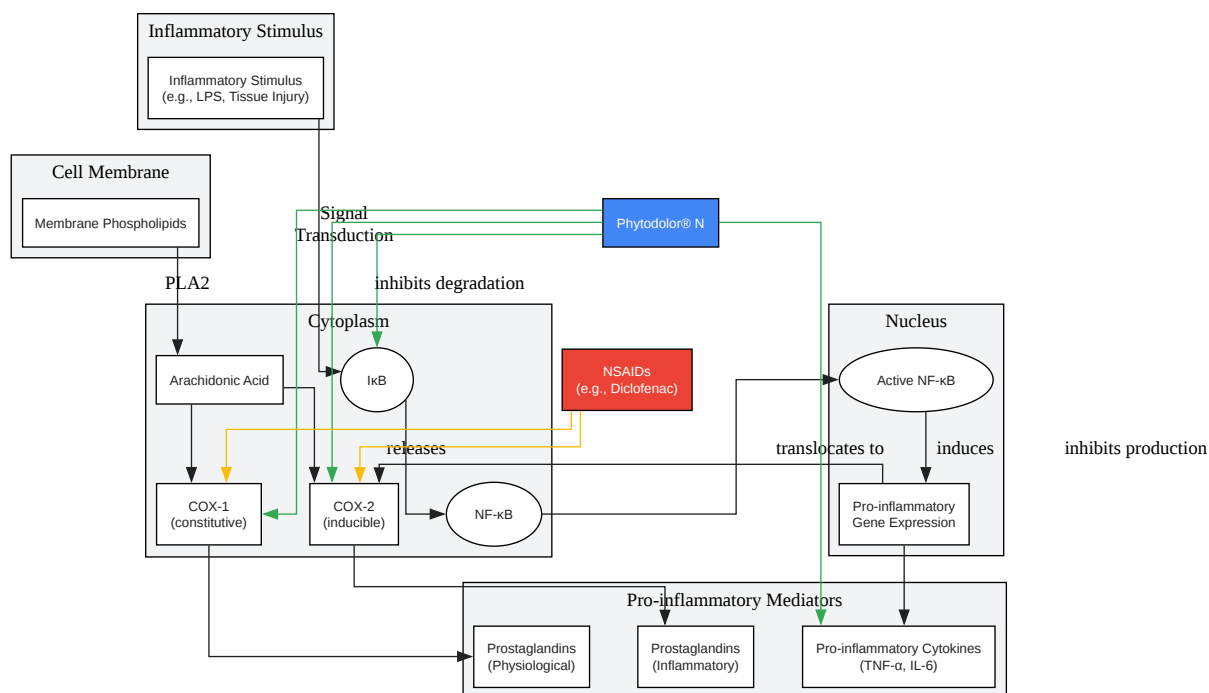 Inflammatory Stimulus
Inflammatory Stimulus
(e.g., LPS, Tissue Injury)
Cell Membrane
Membrane Phospholipids
Signal
Transduction
Phytodolor® N
PLA2
inhibits degradation
Cytoplasm
Nucleus
Arachidonic Acid
IκB
NSAIDs
(e.g., Diclofenac)
Active NF-κB
releases
translocates to
induces
inhibits production
COX-1
(constitutive)
COX-2
(inducible)
NF-κB
Pro-inflammatory
Gene Expression
Pro-inflammatory Mediators
Prostaglandins
(Physiological)
Prostaglandins
(Inflammatory)
Pro-inflammatory Cytokines
(TNF-α, IL-6)